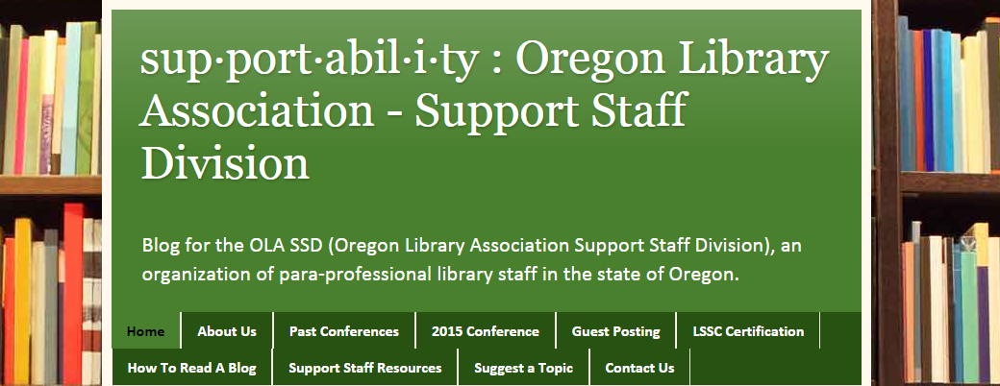 sup·port·abil·i·ty : Oregon Library
Association - Support Staff
Division
Blog for the OLA SSD (Oregon Library Association Support Staff Division), an
organization of para-professional library staff in the state of Oregon.
Home About Us Past Conferences 2015 Conference Guest Posting LSSC Certification
How To Read A Blog Support Staff Resources Suggest a Topic Contact Us